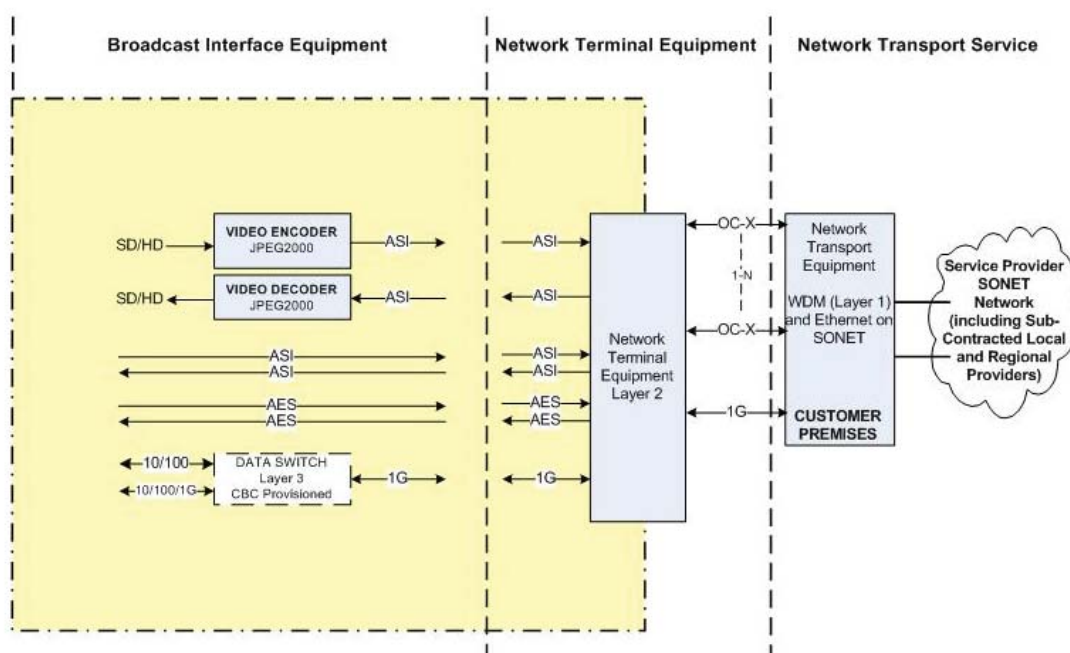 Broadcast Interface Equipment
Network Terminal Equipment
Network Transport Service
SD/HD
VIDEO ENCODER
JPEG2000
ASI
ASI
OC-X
SD/HD
VIDEO DECODER
JPEG2000
ASI
ASI
1-N
OC-X
ASI
ASI
ASI
ASI
AES
AES
AES
AES
1G
10/100
10/100/1G
DATA SWITCH
Layer 3
CBC Provisioned
1G
1G
Network
Terminal
Equipment
Layer 2
Network
Transport
Equipment
WDM (Layer 1)
and Ethernet on
SONET
CUSTOMER
PREMISES
Service Provider
SONET
Network
(including Sub-
Contracted Local
and Regional
Providers)